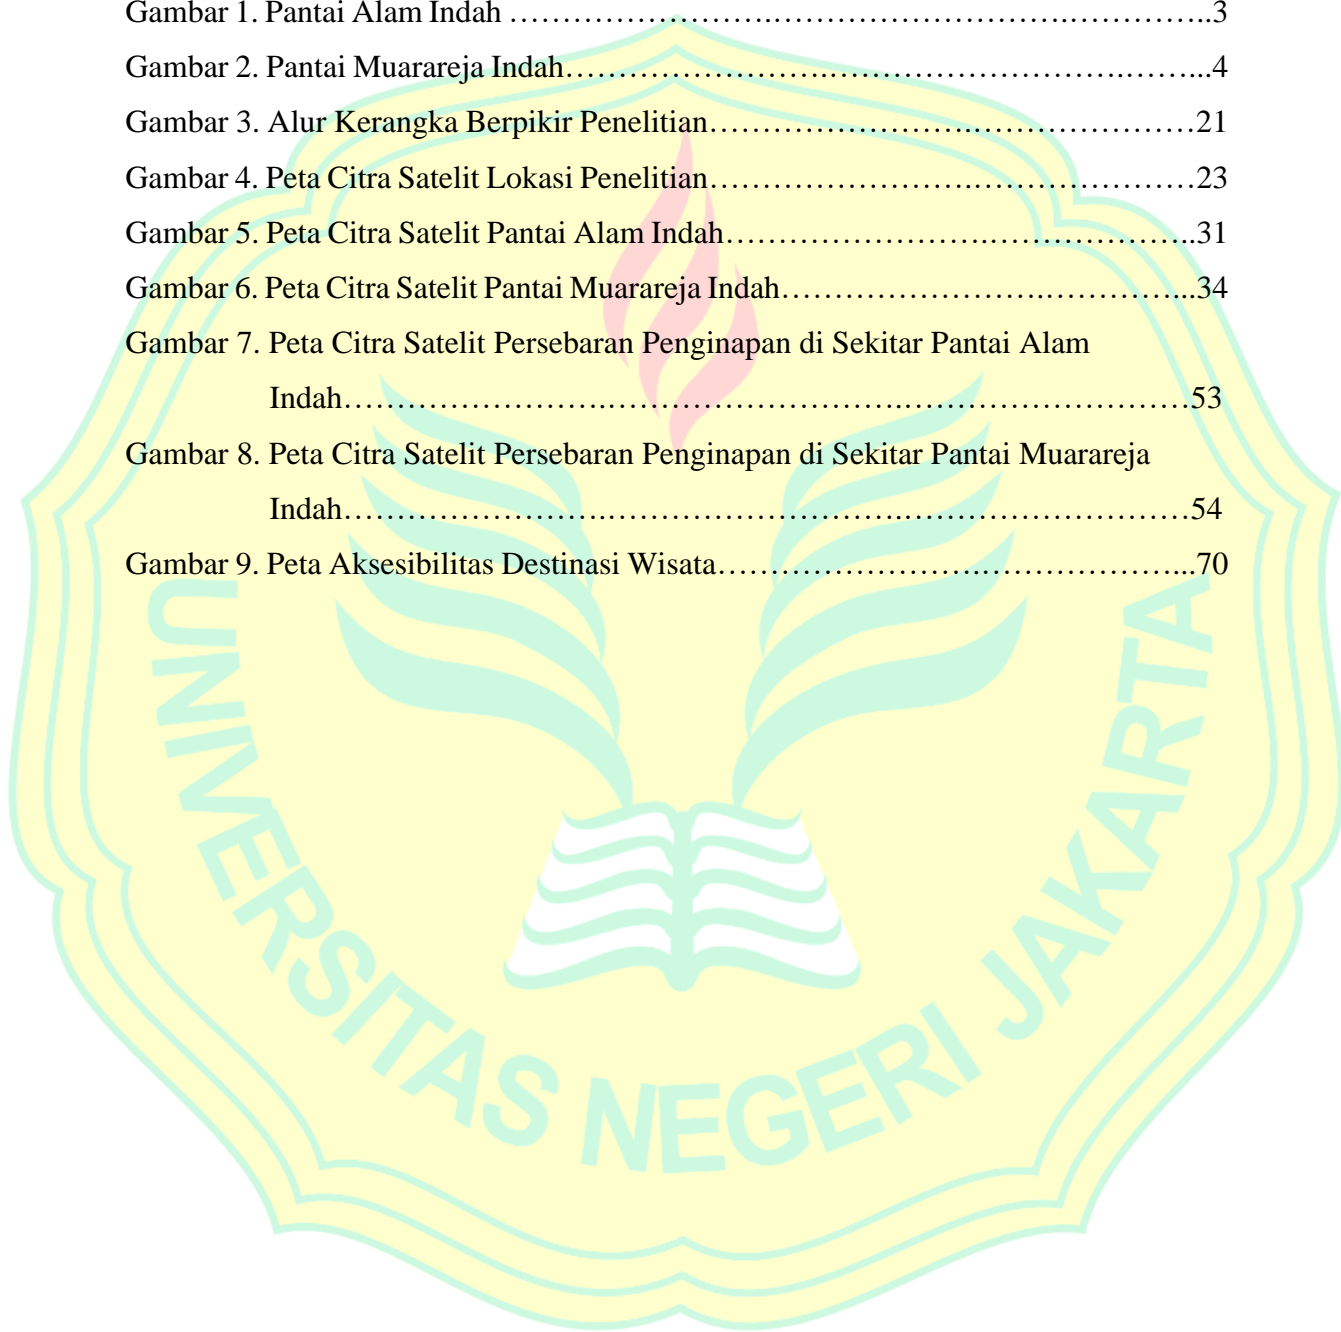 Gambar 1. Pantai Alam Indah ……………………….……………………….…………..3
Gambar 2. Pantai Muarareja Indah…………………….……………………….……...4
Gambar 3. Alur Kerangka Berpikir Penelitian……………………….…………………21
Gambar 4. Peta Citra Satelit Lokasi Penelitian……………………….…………………23
Gambar 5. Peta Citra Satelit Pantai Alam Indah……………………….………………..31
Gambar 6. Peta Citra Satelit Pantai Muarareja Indah……………………….…………...34
Gambar 7. Peta Citra Satelit Persebaran Penginapan di Sekitar Pantai Alam
Indah……………………….……………………….…………………………53
Gambar 8. Peta Citra Satelit Persebaran Penginapan di Sekitar Pantai Muarareja
Indah……………………….……………………….…………………………54
Gambar 9. Peta Aksesibilitas Destinasi Wisata……………………….………………...70
UNIVERSITAS NEGERI JAKARTA